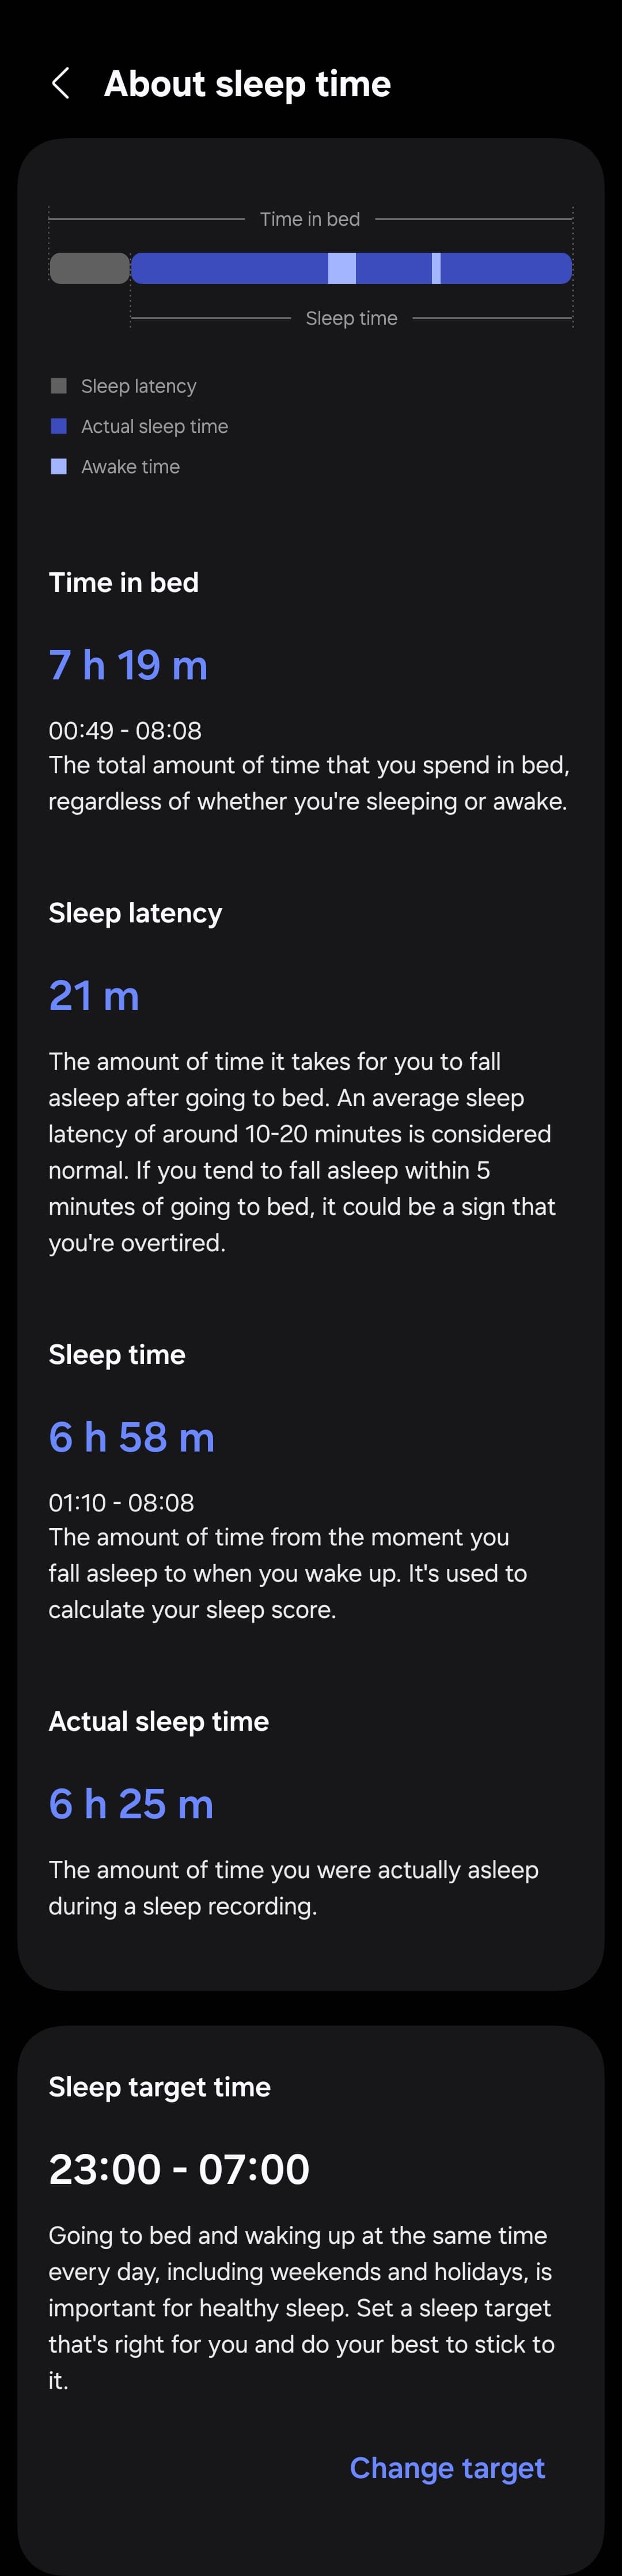 About sleep time
Time in bed
Sleep time
Sleep latency
Actual sleep time
Awake time
Time in bed
7 h 19 m
00:49 - 08:08
The total amount of time that you spend in bed,
regardless of whether you're sleeping or awake.
Sleep latency
21 m
The amount of time it takes for you to fall
asleep after going to bed. An average sleep
latency of around 10-20 minutes is considered
normal. If you tend to fall asleep within 5
minutes of going to bed, it could be a sign that
you're overtired.
Sleep time
6 h 58 m
01:10 - 08:08
The amount of time from the moment you
fall asleep to when you wake up. It's used to
calculate your sleep score.
Actual sleep time
6 h 25 m
The amount of time you were actually asleep
during a sleep recording.
Sleep target time
23:00 - 07:00
Going to bed and waking up at the same time
every day, including weekends and holidays, is
important for healthy sleep. Set a sleep target
that's right for you and do your best to stick to
it.
Change target